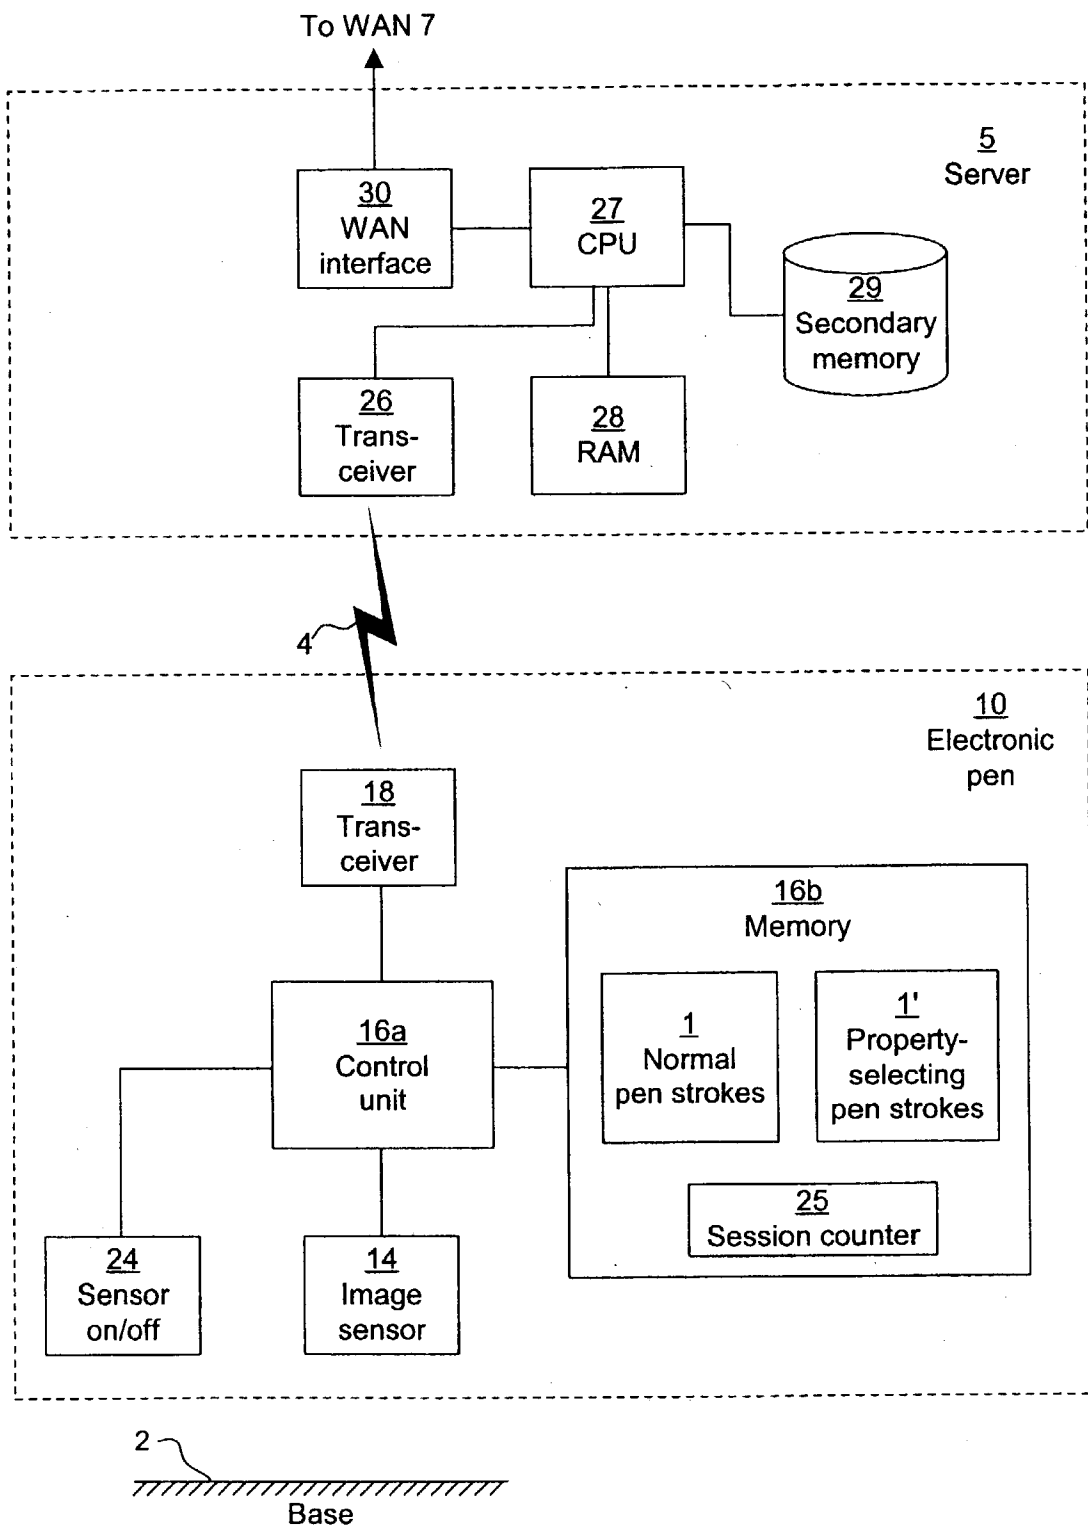 To WAN 7
5
Server
30
WAN
interface
27
CPU
29
Secondary
memory
26
Trans-
ceiver
28
RAM
4
10
Electronic
pen
18
Trans-
ceiver
16b
Memory
16a
Control
unit
1
Normal
pen strokes
1'
Property-
selecting
pen strokes
25
Session counter
24
Sensor
on/off
14
Image
sensor
2
Base